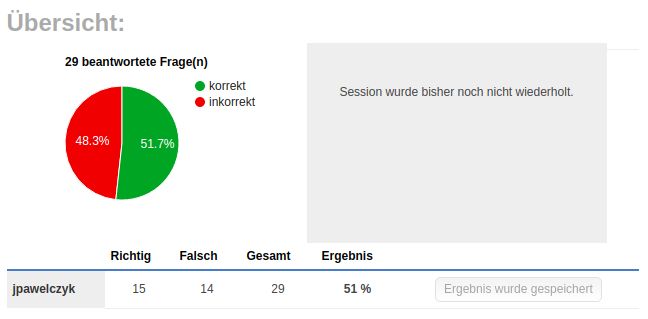 Übersicht:
29 beantwortete Frage(n)
korrekt
inkorrekt
48.3%
51.7%
Session wurde bisher noch nicht wiederholt.
Richtig Falsch Gesamt Ergebnis
jpawelczyk 15 14 29 51 % Ergebnis wurde gespeichert